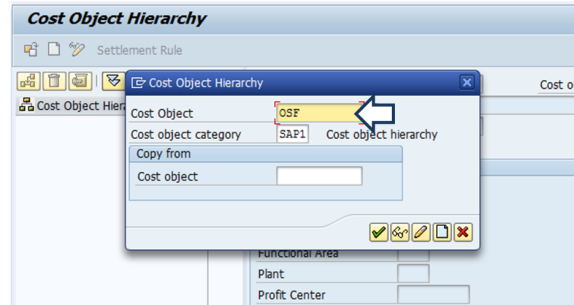 Cost Object Hierarchy
Settlement Rule
Cost Object Hierarchy
Cost o
Cost Object Hiera
Cost Object OSF
Cost object category SAP1 Cost object hierarchy
Copy from
Cost object
Functional Area
Plant
Profit Center